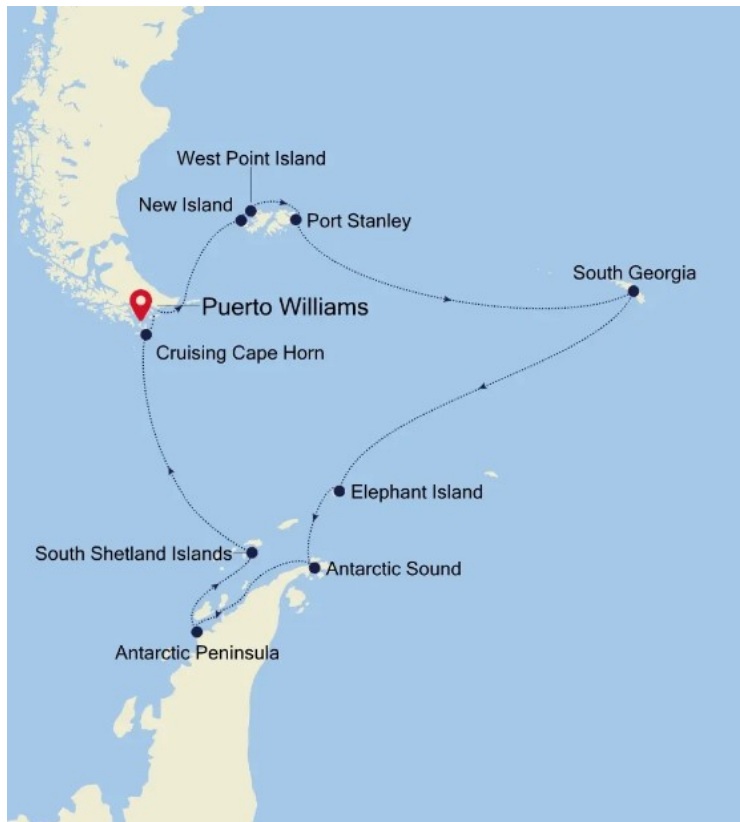 West Point Island
New Island
Port Stanley
South Georgia
Puerto Williams
Cruising Cape Horn
Elephant Island
South Shetland Islands
Antarctic Sound
Antarctic Peninsula